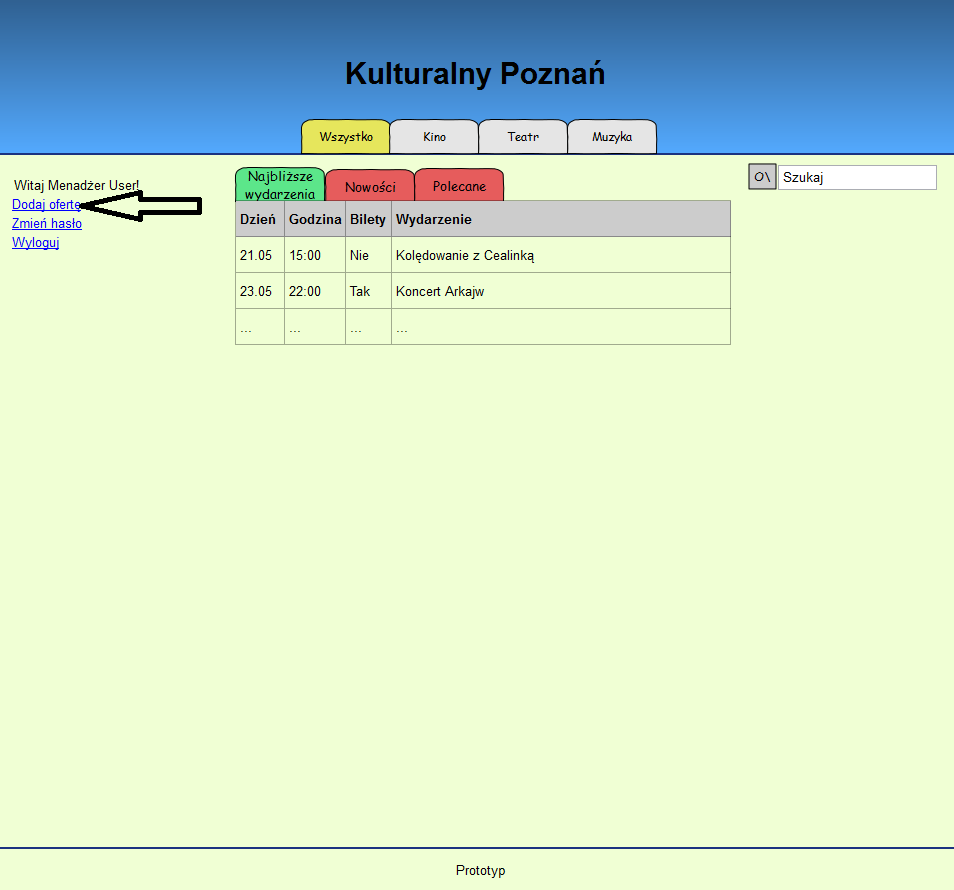 Kulturalny Poznań
Wszystko Kino Teatr Muzyka
Witaj Menadżer User!
Dodaj ofertę
Zmień hasło
Wyloguj
Najbliższe
wydarzenia
Nowości
Polecane
Dzień Godzina Bilety Wydarzenie
21.05 15:00 Nie Kolędowanie z Cealinką
23.05 22:00 Tak Koncert Arkajw
... ... ... ...
O\ Szukaj
Prototyp